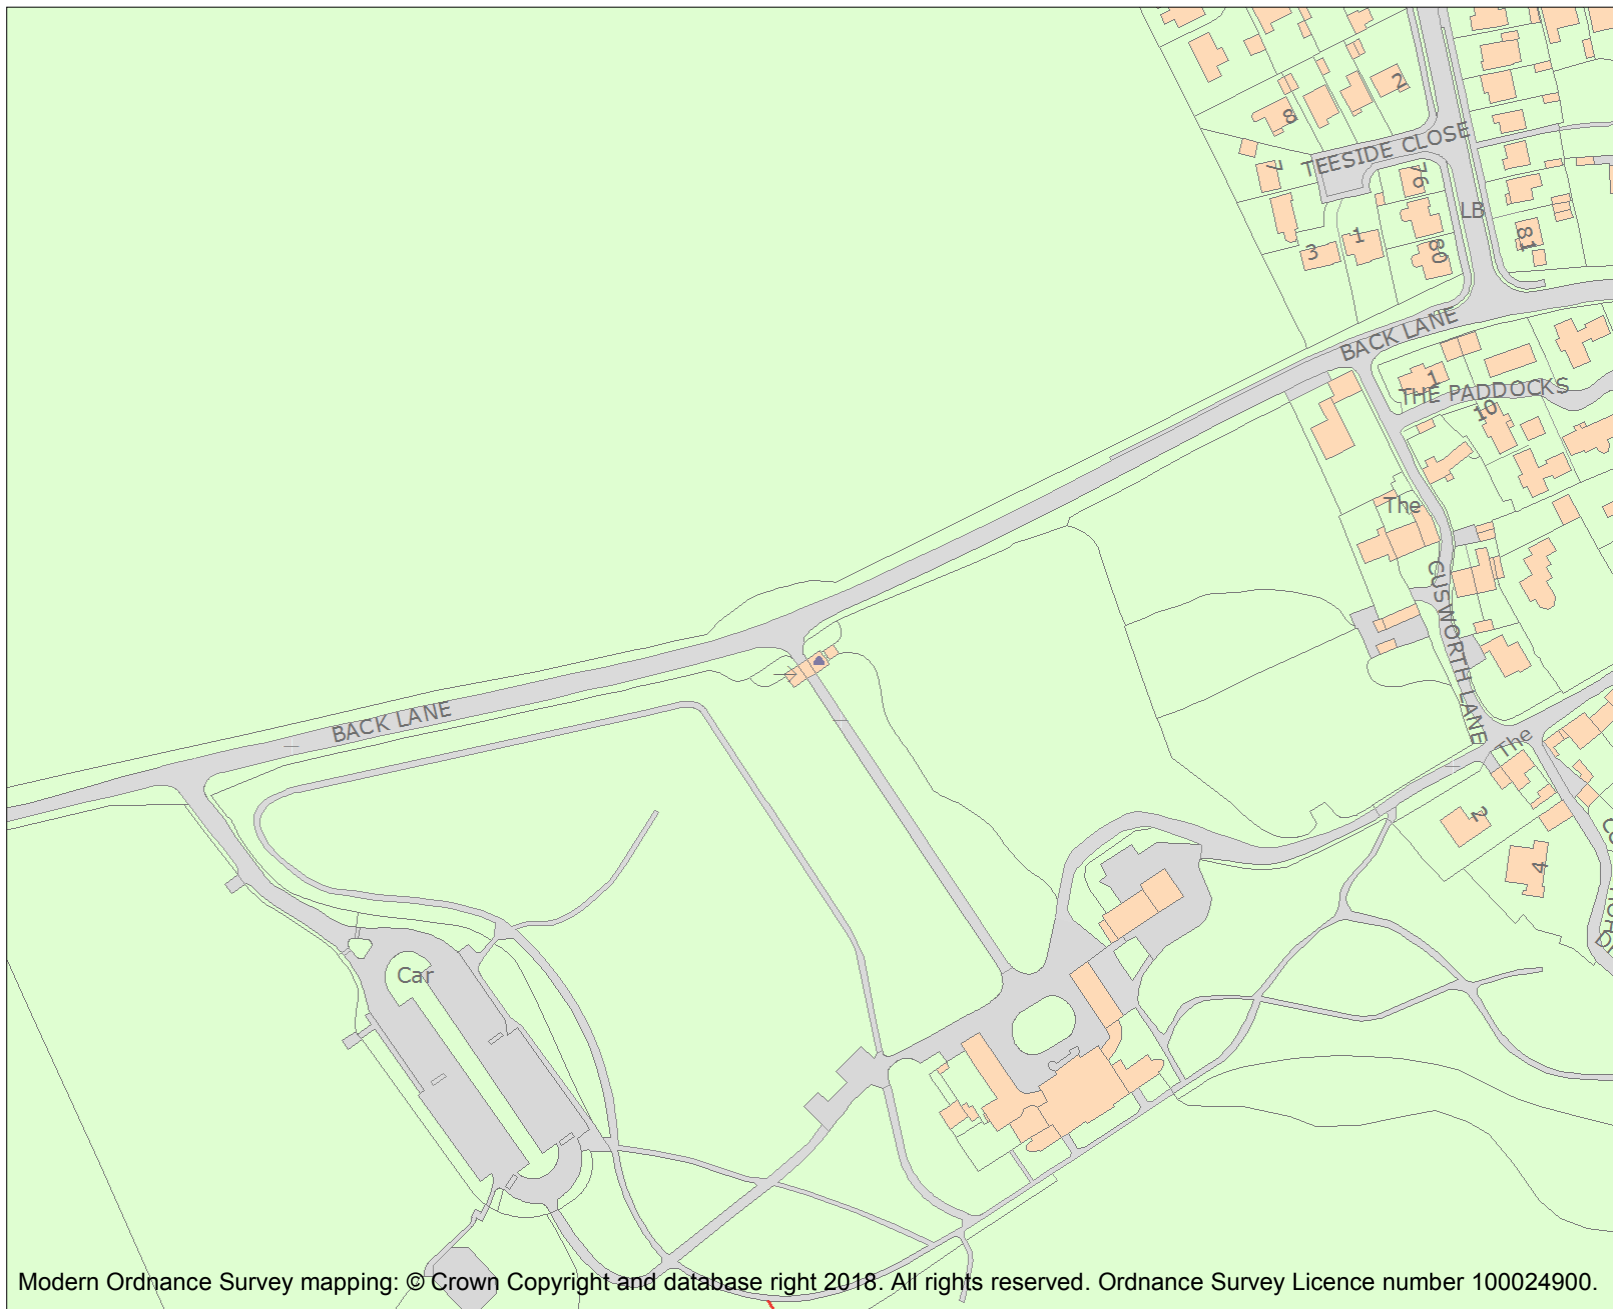 2
8
TEESIDE CLOSE
7
76
LB
1
3
80
81
BACK LANE
1
THE PADDOCKS
10
The
CUSWORTH LANE
BACK LANE
The
2
4
Car
Modern Ordnance Survey mapping: © Crown Copyright and database right 2018. All rights reserved. Ordnance Survey Licence number 100024900.